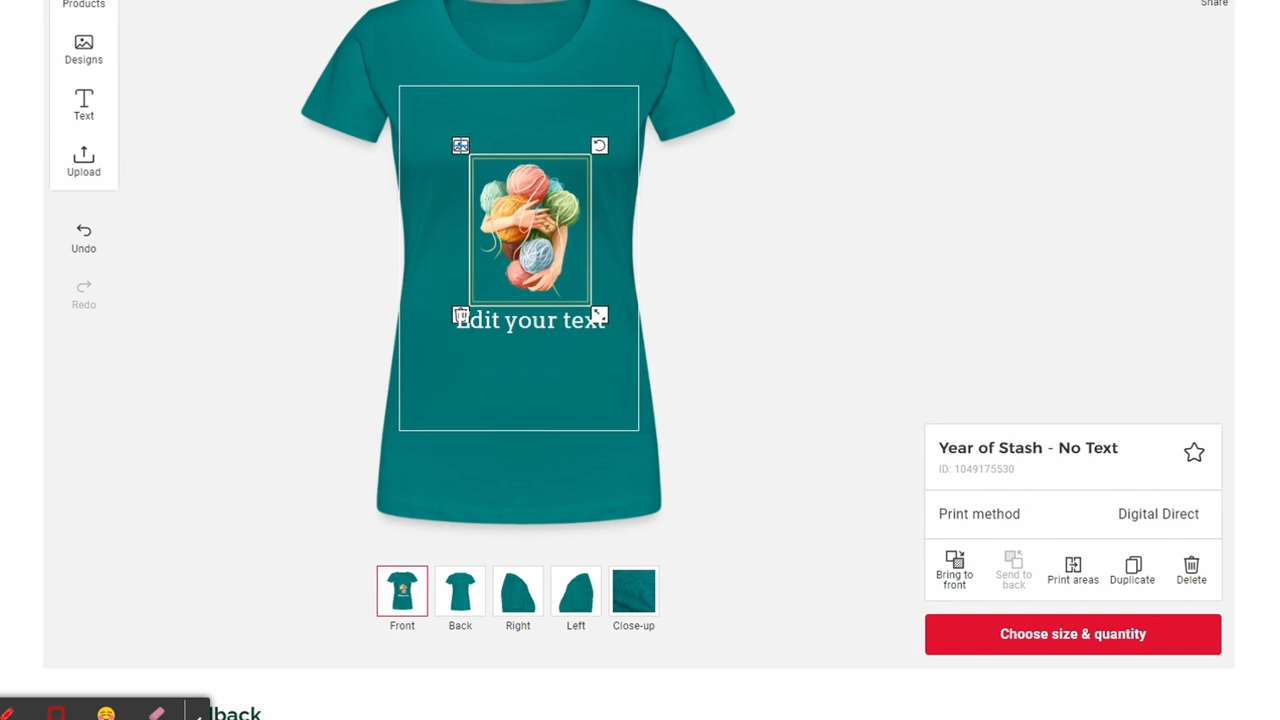 Products
Share
Designs
Text
Upload
Undo
Redo
Edit your text
Year of Stash - No Text
ID: 1049175530
Print method Digital Direct
Bring to front
Send to back
Print areas
Duplicate
Delete
Choose size & quantity
Front
Back
Right
Left
Close-up